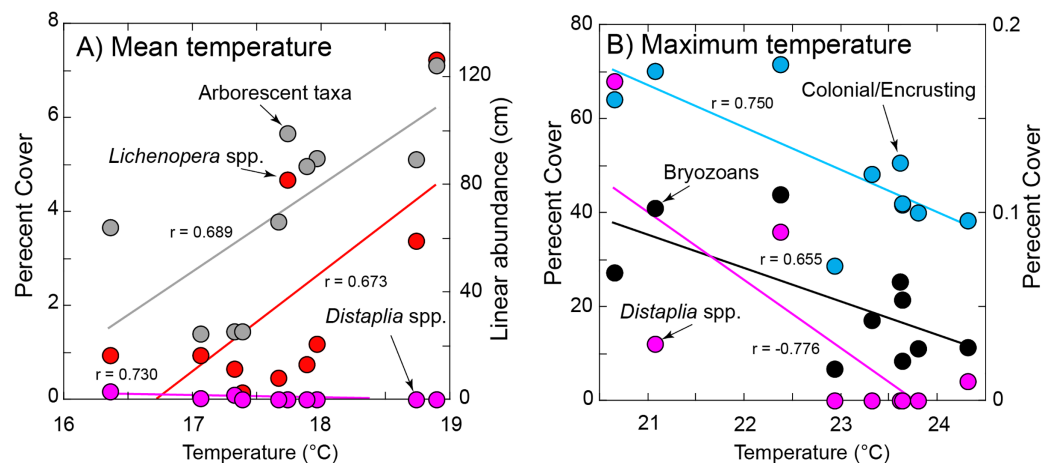 A) Mean temperature
Perecent Cover
8
6
4
2
0
Arborescent taxa
Lichenopera spp.
r = 0.689
r = 0.673
Distaplia spp.
r = 0.730
120
80
40
0
Linear abundance (cm)
16 17 18 19
Temperature (°C)
B) Maximum temperature
Perecent Cover
80
60
40
20
0
r = 0.750
Colonial/Encrusting
Bryozoans
r = 0.655
Distaplia spp.
r = -0.776
0.2
0.1
0
Perecent Cover
21 22 23 24
Temperature (°C)